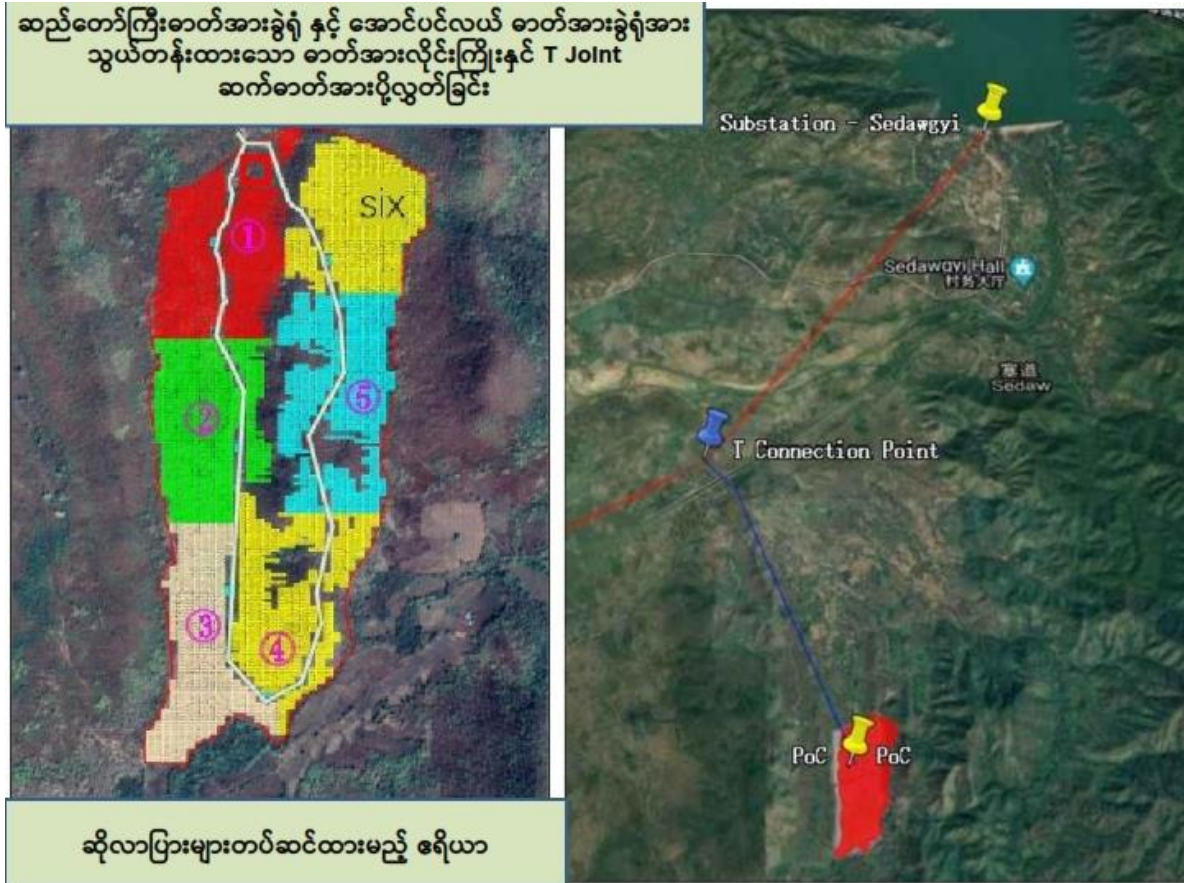 ဆည်တော်ကြီးဓာတ်အားခွဲရုံ နှင့် အောင်ပင်လယ် ဓာတ်အားခွဲရုံအား
သွယ်တန်းထားသော ဓာတ်အားလိုင်းကြိုးနှင် T Joint
ဆက်ဓာတ်အားပို့လွှတ်ခြင်း
SIX
①
②
⑤
③
④
ဆိုလာပြားများတပ်ဆင်ထားမည့် ဧရိယာ
Substation - Sedawgyi
Sedawgyi Hall
村务大厅
塞道
Sedaw
T Connection Point
PoC PoC